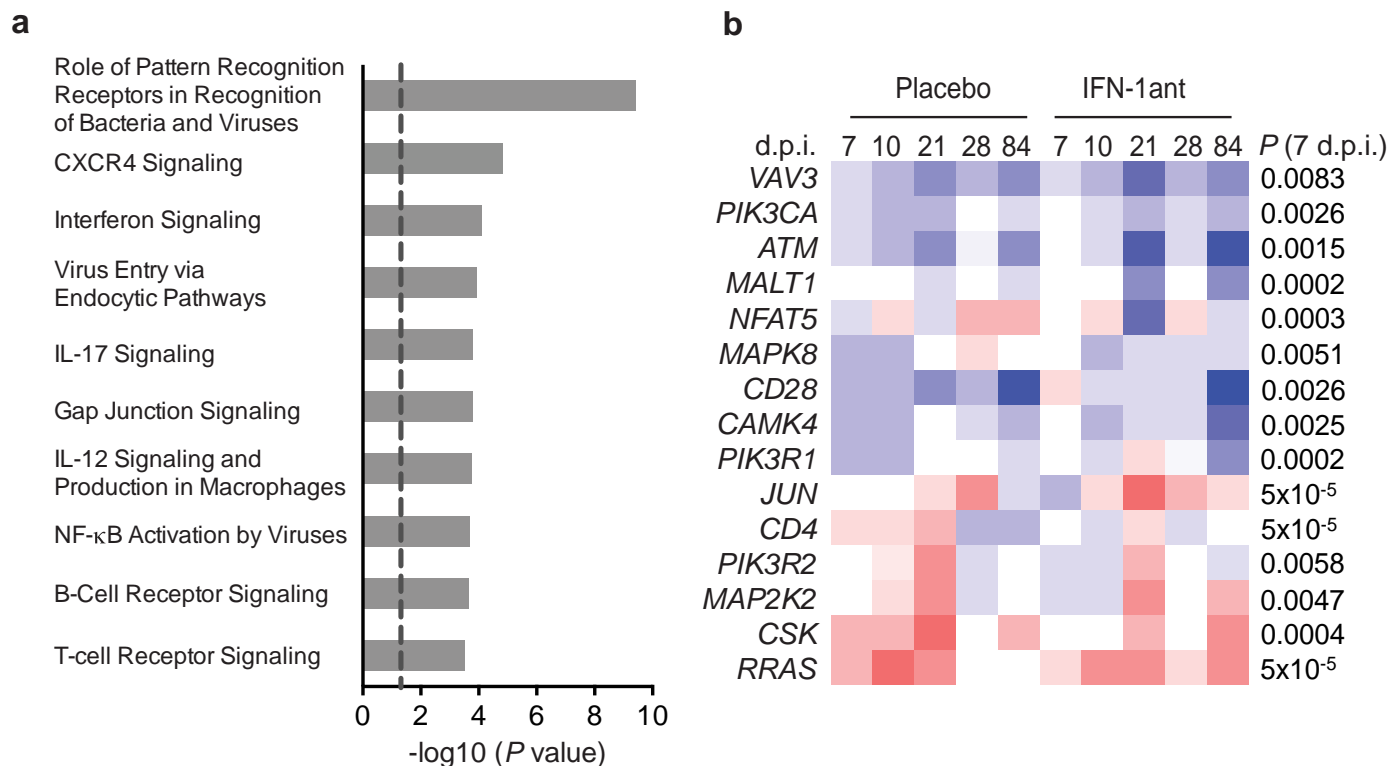 a
Role of Pattern Recognition
Receptors in Recognition
of Bacteria and Viruses
CXCR4 Signaling
Interferon Signaling
Virus Entry via
Endocytic Pathways
IL-17 Signaling
Gap Junction Signaling
IL-12 Signaling and
Production in Macrophages
NF-κB Activation by Viruses
B-Cell Receptor Signaling
T-cell Receptor Signaling
0 2 4 6 8 10
-log10 (P value)
b
Placebo IFN-1ant
d.p.i. 7 10 21 28 84 7 10 21 28 84 P (7 d.p.i.)
VAV3 0.0083
PIK3CA 0.0026
ATM 0.0015
MALT1 0.0002
NFAT5 0.0003
MAPK8 0.0051
CD28 0.0026
CAMK4 0.0025
PIK3R1 0.0002
JUN 5x10⁻⁵
CD4 5x10⁻⁵
PIK3R2 0.0058
MAP2K2 0.0047
CSK 0.0004
RRAS 5x10⁻⁵